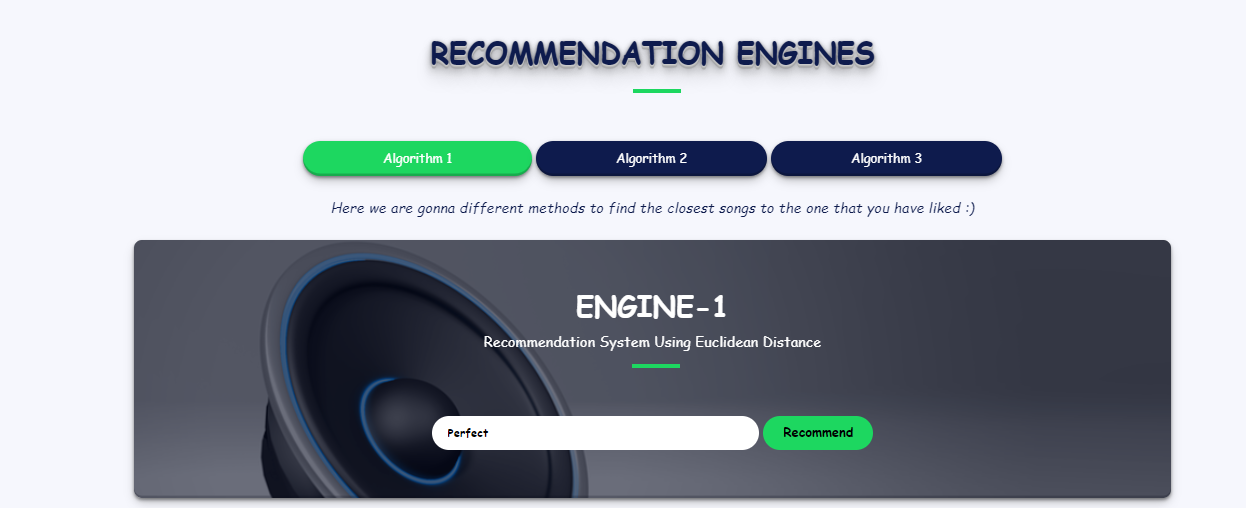 RECOMMENDATION ENGINES
Algorithm 1 Algorithm 2 Algorithm 3
Here we are gonna different methods to find the closest songs to the one that you have liked :)
ENGINE-1
Recommendation System Using Euclidean Distance
Perfect Recommend